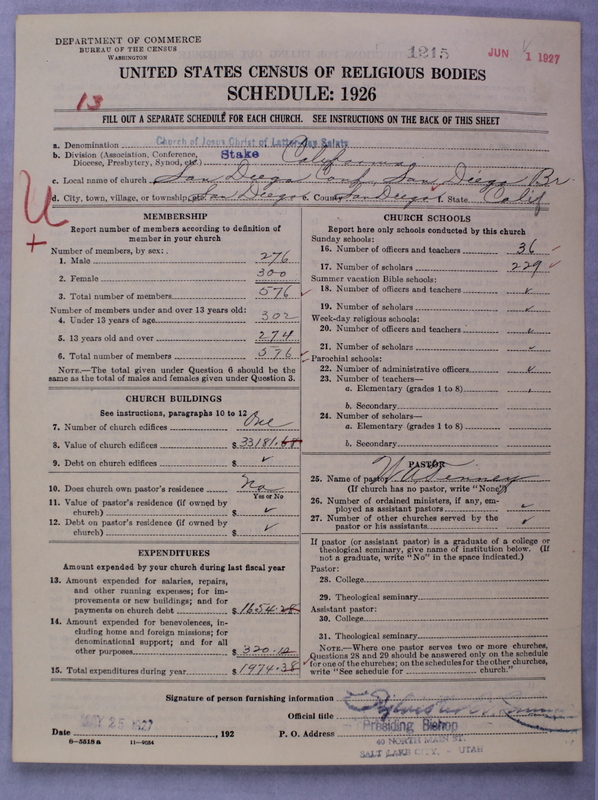 DEPARTMENT OF COMMERCE
BUREAU OF THE CENSUS
WASHINGTON
1215
JUN 1 1927
UNITED STATES CENSUS OF RELIGIOUS BODIES
SCHEDULE: 1926
13
FILL OUT A SEPARATE SCHEDULE FOR EACH CHURCH. SEE INSTRUCTIONS ON THE BACK OF THIS SHEET
a. Denomination Church of Jesus Christ of Latter-day Saints
b. Division (Association, Conference, Diocese, Presbytery, Synod, etc.) Stake California
c. Local name of church San Diego Conf. San Diego Br
d. City, town, village, or township San Diego e. County San Diego f. State Calif
U
+
MEMBERSHIP
Report number of members according to definition of member in your church
Number of members, by sex:
1. Male 276
2. Female 300
3. Total number of members 576
Number of members under and over 13 years old:
4. Under 13 years of age 302
5. 13 years old and over 274
6. Total number of members 576
NOTE.—The total given under Question 6 should be the same as the total of males and females given under Question 3.
CHURCH BUILDINGS
See instructions, paragraphs 10 to 12
7. Number of church edifices One
8. Value of church edifices $ 33181.68
9. Debt on church edifices $ ✓
10. Does church own pastor's residence No
Yes or No
11. Value of pastor's residence (if owned by church) $ ✓
12. Debt on pastor's residence (if owned by church) $ ✓
EXPENDITURES
Amount expended by your church during last fiscal year
13. Amount expended for salaries, repairs, and other running expenses; for improvements or new buildings; and for payments on church debt $ 1654.28
14. Amount expended for benevolences, including home and foreign missions; for denominational support; and for all other purposes $ 320.12
15. Total expenditures during year $ 1974.38
CHURCH SCHOOLS
Report here only schools conducted by this church
Sunday schools:
16. Number of officers and teachers 36
17. Number of scholars 229
Summer vacation Bible schools:
18. Number of officers and teachers ✓
19. Number of scholars ✓
Week-day religious schools:
20. Number of officers and teachers ✓
21. Number of scholars ✓
Parochial schools:
22. Number of administrative officers ✓
23. Number of teachers—
a. Elementary (grades 1 to 8)
b. Secondary
24. Number of scholars—
a. Elementary (grades 1 to 8)
b. Secondary
PASTOR
25. Name of pastor W. A. Tenney
(If church has no pastor, write "None")
26. Number of ordained ministers, if any, employed as assistant pastors ✓
27. Number of other churches served by the pastor or his assistants ✓
If pastor (or assistant pastor) is a graduate of a college or theological seminary, give name of institution below. (If not a graduate, write "No" in the space indicated.)
Pastor:
28. College
29. Theological seminary
Assistant pastor:
30. College
31. Theological seminary
NOTE.—Where one pastor serves two or more churches, Questions 28 and 29 should be answered only on the schedule for one of the churches; on the schedules for the other churches, write "See schedule for church."
Signature of person furnishing information
Official title Presiding Bishop
Date MAY 25 1927, 192 P. O. Address 40 NORTH MAIN ST.
SALT LAKE CITY, - UTAH
6-5518 a 11-9254